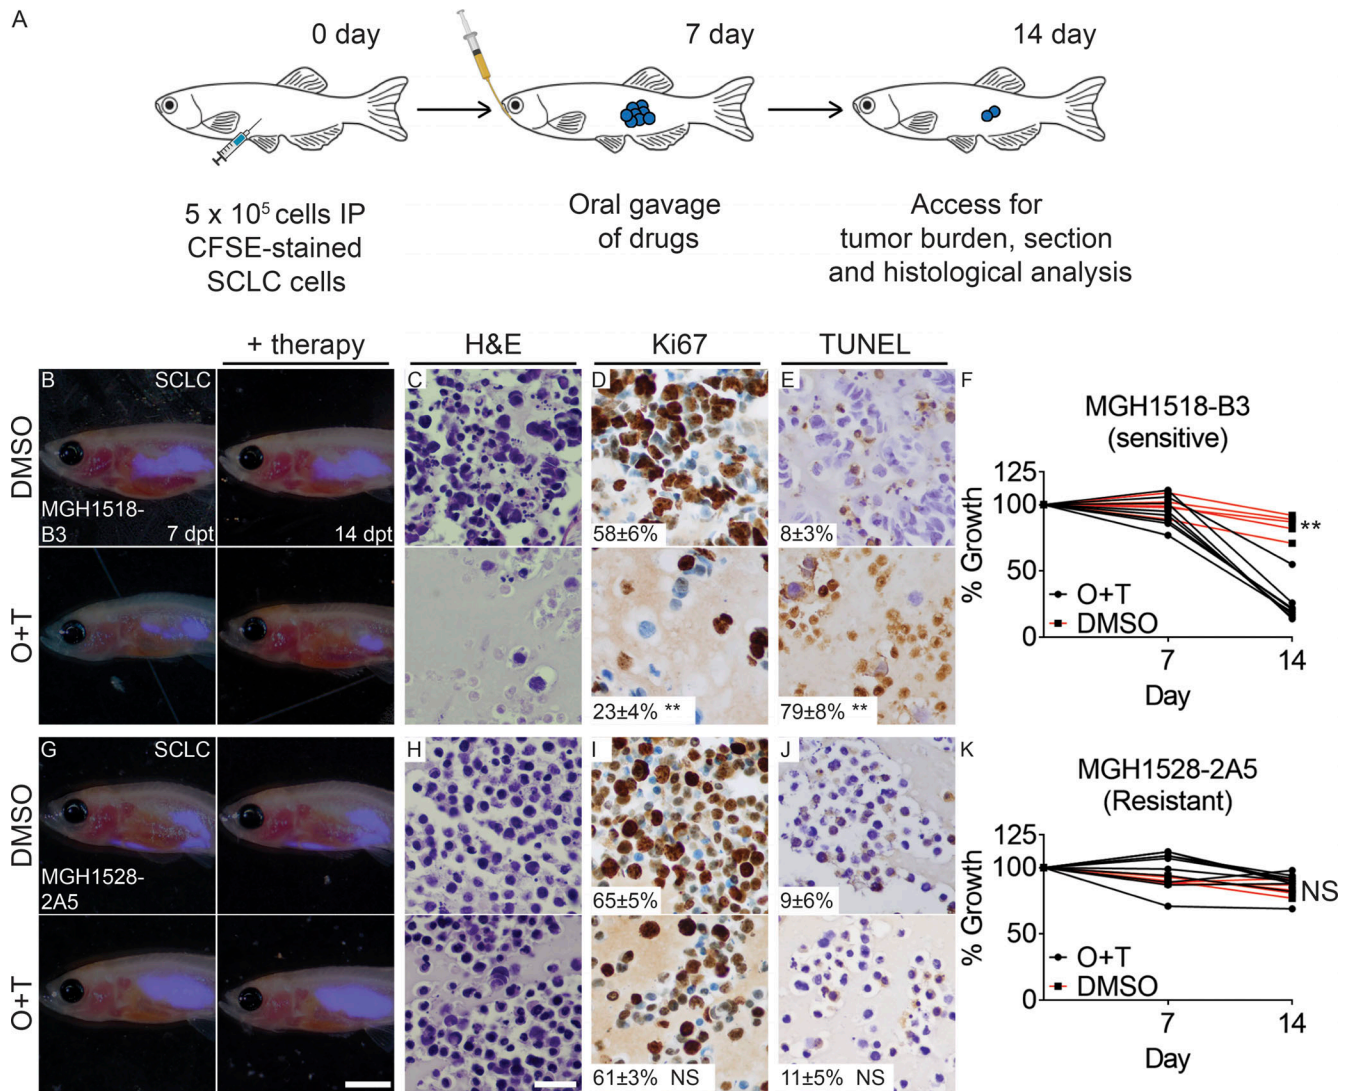 A
0 day
7 day
14 day
5 x 10⁵ cells IP
CFSE-stained
SCLC cells
Oral gavage
of drugs
Access for
tumor burden, section
and histological analysis
+ therapy
H&E
Ki67
TUNEL
DMSO
B
SCLC
MGH1518-
B3
7 dpt
14 dpt
C
D
58±6%
E
8±3%
O+T
23±4% **
79±8% **
F
MGH1518-B3
(sensitive)
% Growth
125
100
50
0
**
O+T
DMSO
7
14
Day
DMSO
G
SCLC
MGH1528-
2A5
H
I
65±5%
J
9±6%
O+T
61±3% NS
11±5% NS
K
MGH1528-2A5
(Resistant)
% Growth
125
100
50
0
NS
O+T
DMSO
7
14
Day